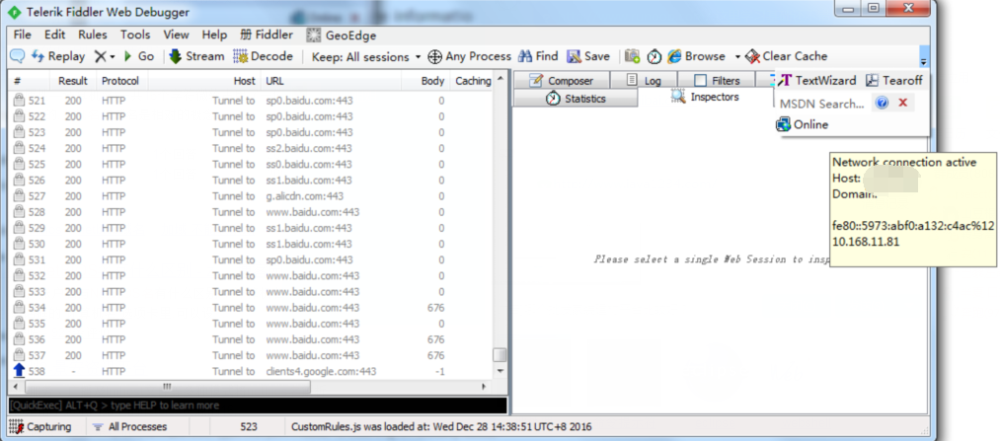 Telerik Fiddler Web Debugger
File Edit Rules Tools View Help Fiddler GeoEdge
Replay Go Stream Decode Keep: All sessions Any Process Find Save Browse Clear Cache
TextWizard Tearoff
MSDN Search...
Online
Composer Log Filters
Statistics Inspectors
# Result Protocol Host URL Body Caching
521 200 HTTP Tunnel to sp0.baidu.com:443 0
522 200 HTTP Tunnel to sp0.baidu.com:443 0
523 200 HTTP Tunnel to sp0.baidu.com:443 0
524 200 HTTP Tunnel to ss2.baidu.com:443 0
525 200 HTTP Tunnel to ss0.baidu.com:443 0
526 200 HTTP Tunnel to ss1.baidu.com:443 0
527 200 HTTP Tunnel to g.alicdn.com:443 0
528 200 HTTP Tunnel to www.baidu.com:443 0
529 200 HTTP Tunnel to ss1.baidu.com:443 0
530 200 HTTP Tunnel to ss1.baidu.com:443 0
531 200 HTTP Tunnel to sp0.baidu.com:443 0
532 200 HTTP Tunnel to www.baidu.com:443 0
533 200 HTTP Tunnel to www.baidu.com:443 0
534 200 HTTP Tunnel to www.baidu.com:443 676
535 200 HTTP Tunnel to www.baidu.com:443 0
536 200 HTTP Tunnel to www.baidu.com:443 676
537 200 HTTP Tunnel to www.baidu.com:443 676
538 - HTTP Tunnel to clients4.google.com:443 -1
Network connection active
Host:
Domain:
fe80::5973:abf0:a132:c4ac%12
10.168.11.81
Please select a single Web Session to insp
[QuickExec] ALT+Q > type HELP to learn more
Capturing All Processes 523 CustomRules.js was loaded at: Wed Dec 28 14:38:51 UTC+8 2016